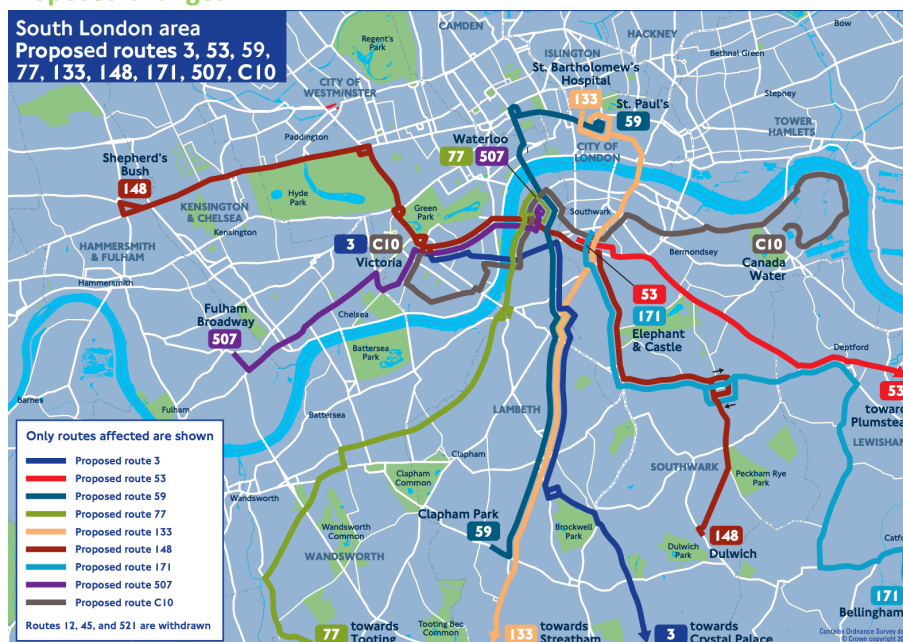 South London area
Proposed routes 3, 53, 59,
77, 133, 148, 171, 507, C10
Regent's
Park
CAMDEN
ISLINGTON
HACKNEY
Bow
Bethnal Green
St. Bartholomew's
Hospital
133
St. Paul's
59
Stepney
CITY OF
WESTMINSTER
Paddington
TOWER
HAMLETS
Waterloo
77 507
CITY OF
LONDON
Shepherd's
Bush
148
Hyde
Park
Green
Park
KENSINGTON
& CHELSEA
Kensington
Southwark
Bermondsey
HAMMERSMITH
& FULHAM
3 C10
Victoria
C10
Canada
Water
Hammersmith
53
171
Elephant
& Castle
Fulham
Broadway
507
Chelsea
Battersea
Park
Deptford
53
Plumste
Barnes
Fulham
Battersea
LAMBETH
LEWISHAM
Only routes affected are shown
Proposed route 3
Proposed route 53
Proposed route 59
Proposed route 77
Proposed route 133
Proposed route 148
Proposed route 171
Proposed route 507
Proposed route C10
Routes 12, 45, and 521 are withdrawn
Clapham
Clapham
Common
Wandsworth
SOUTHWARK
Peckham Rye
Park
Clapham Park
59
Wandsworth
Common
WANDSWORTH
Brockwell
Park
148
Dulwich
Dulwich
Park
Catf
171
Bellingham
Tooting Bec
Common
77 towards
Tooting
133 towards
Streatham
3 towards
Crystal Palace
Contains Ordnance Survey d
© Crown copyright 20